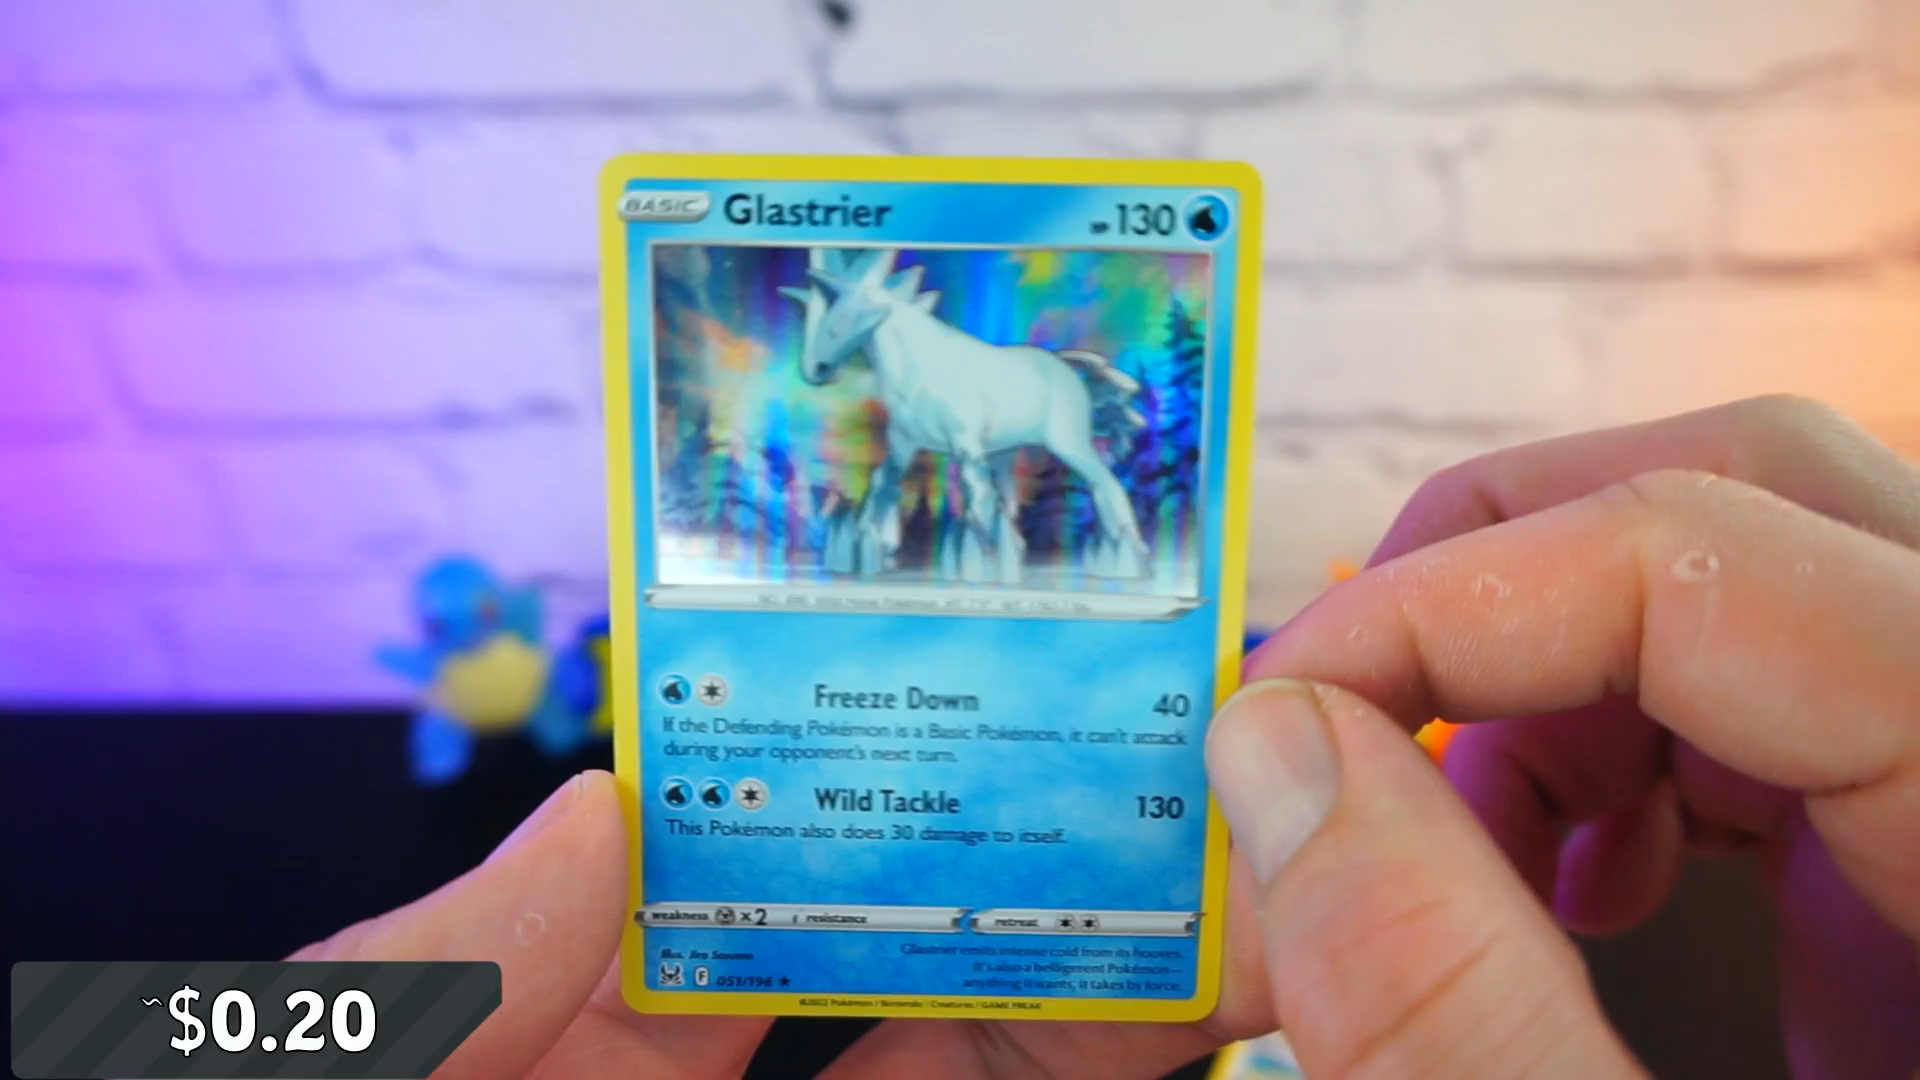 BASIC Glastrier HP 130
Freeze Down 40
If the Defending Pokémon is a Basic Pokémon, it can't attack
during your opponent's next turn.
Wild Tackle 130
This Pokémon also does 30 damage to itself.
weakness ×2 resistance retreat
Illus. Jiro Sasumo
Glastrier emits intense cold from its hooves.
It's also a belligerent Pokémon—
anything it wants, it takes by force.
F 051/196 ★
©2022 Pokémon / Nintendo / Creatures / GAME FREAK
~$0.20